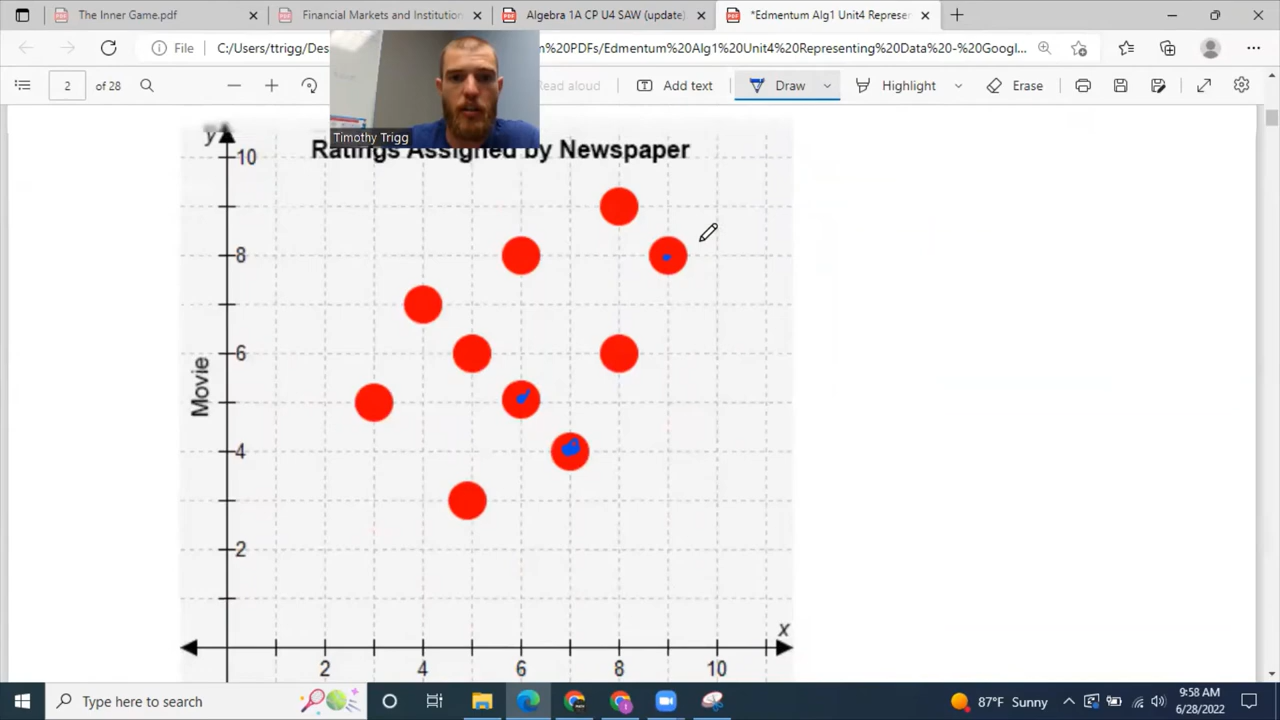 The Inner Game.pdf
Financial Markets and Institution
Algebra 1A CP U4 SAW (update)
*Edmentum Alg1 Unit4 Represer
File
C:/Users/ttrigg/Des
m%20PDFs/Edmentum%20Alg1%20Unit4%20Representing%20Data%20-%20Googl...
2
of 28
Read aloud
Add text
Draw
Highlight
Erase
Timothy Trigg
Ratings Assigned by Newspaper
y
10
8
6
4
2
Movie
x
2
4
6
8
10
Type here to search
87°F Sunny
9:58 AM
6/28/2022